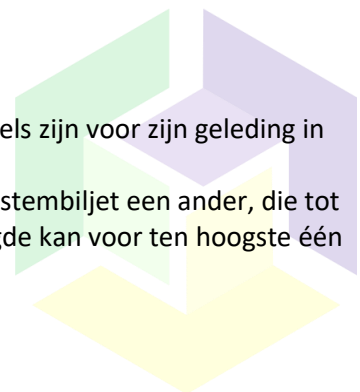 els zijn voor zijn geleding in
stembiljet een ander, die tot
gde kan voor ten hoogste één